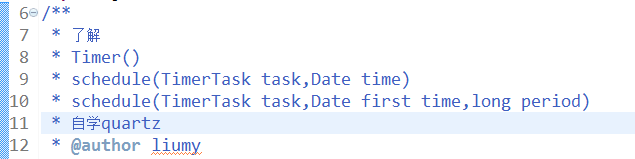 6 /**
7 * 了解
8 * Timer()
9 * schedule(TimerTask task,Date time)
10 * schedule(TimerTask task,Date first time,long period)
11 * 自学quartz
12 * @author liumy